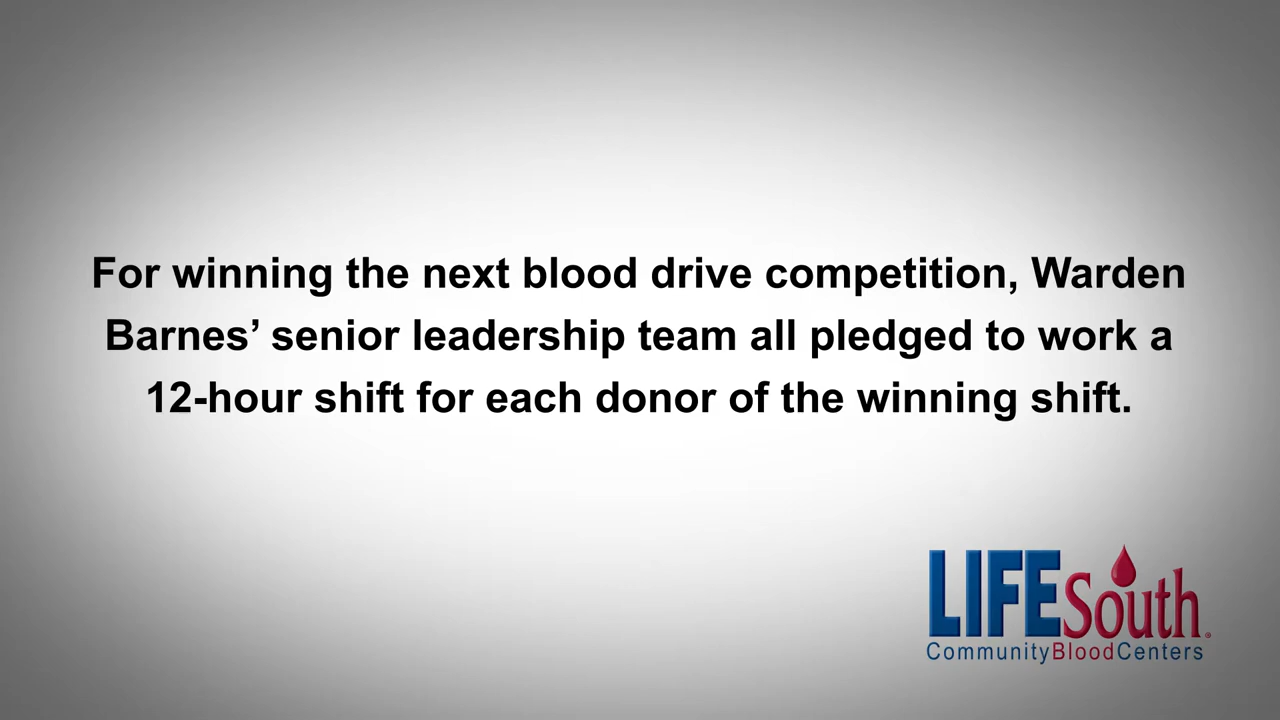 For winning the next blood drive competition, Warden
Barnes’ senior leadership team all pledged to work a
12-hour shift for each donor of the winning shift.
LIFESouth®
CommunityBloodCenters